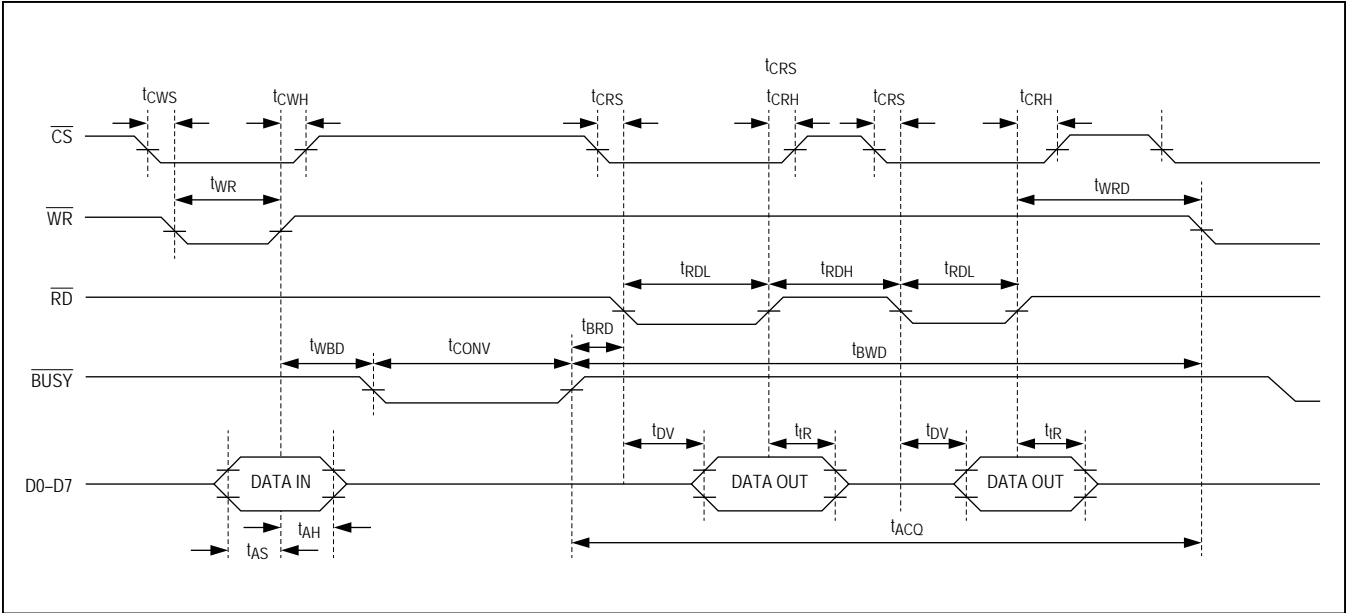 tCRS
tCWS tCWH tCRS tCRH tCRS tCRH
CS
tWR tWRD
WR
tRDL tRDH tRDL
RD
tBRD
tWBD tCONV tBWD
BUSY
tDV ttR tDV ttR
D0–D7 DATA IN DATA OUT DATA OUT
tAH tACQ
tAS